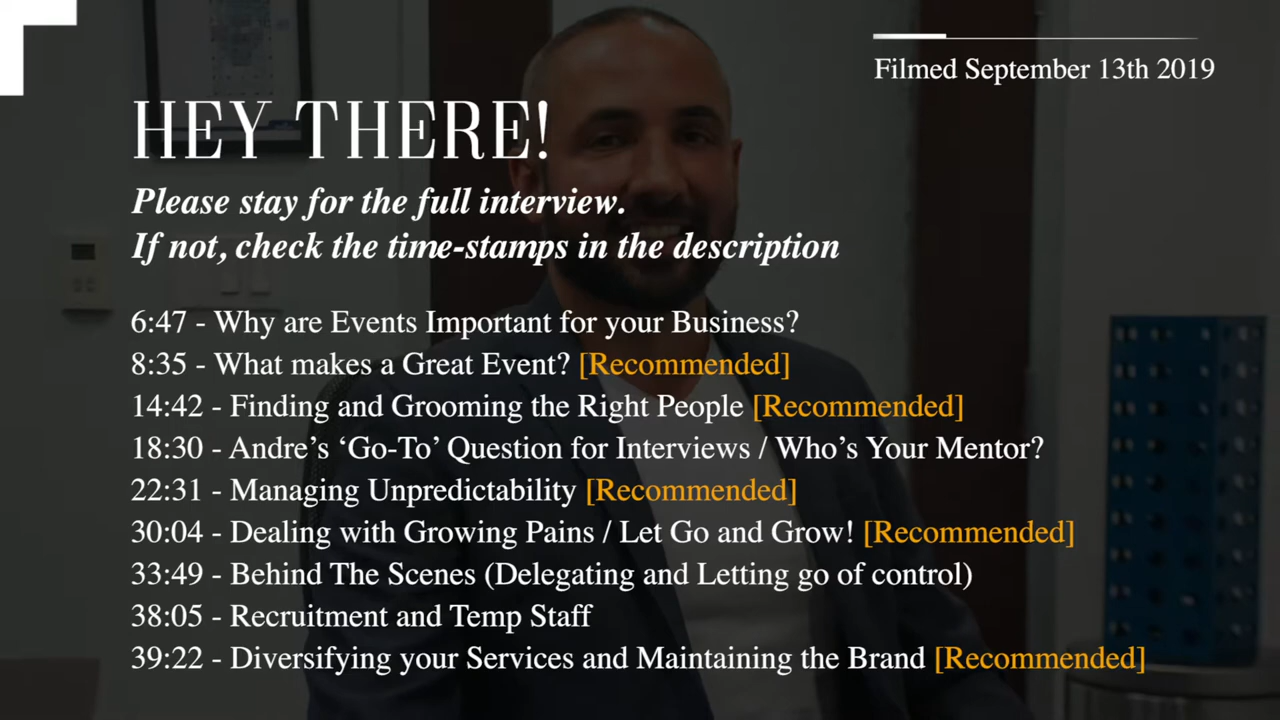 Filmed September 13th 2019
HEY THERE!
Please stay for the full interview.
If not, check the time-stamps in the description
6:47 - Why are Events Important for your Business?
8:35 - What makes a Great Event? [Recommended]
14:42 - Finding and Grooming the Right People [Recommended]
18:30 - Andre’s ‘Go-To’ Question for Interviews / Who’s Your Mentor?
22:31 - Managing Unpredictability [Recommended]
30:04 - Dealing with Growing Pains / Let Go and Grow! [Recommended]
33:49 - Behind The Scenes (Delegating and Letting go of control)
38:05 - Recruitment and Temp Staff
39:22 - Diversifying your Services and Maintaining the Brand [Recommended]